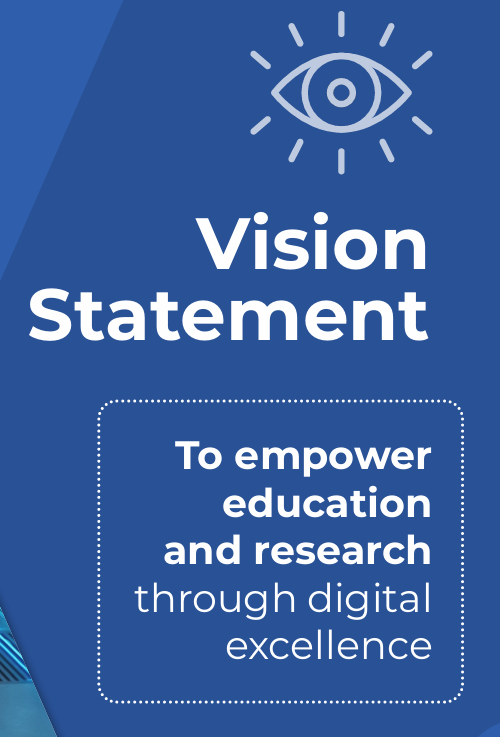 Vision
Statement
To empower
education
and research
through digital
excellence